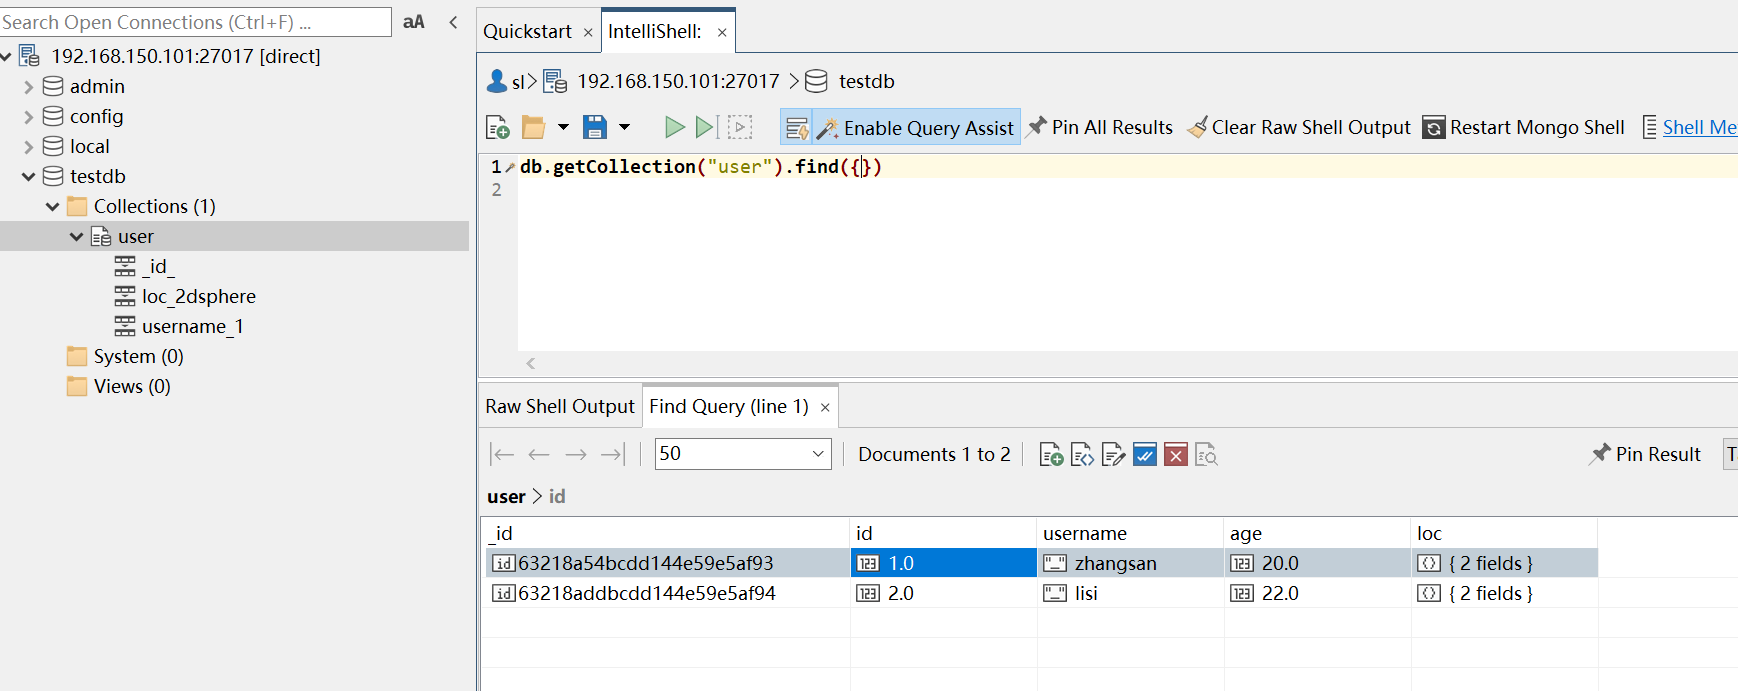 Search Open Connections (Ctrl+F) ... aA
192.168.150.101:27017 [direct]
admin
config
local
testdb
Collections (1)
user
_id_
loc_2dsphere
username_1
System (0)
Views (0)
Quickstart × IntelliShell: ×
sl 192.168.150.101:27017 testdb
Enable Query Assist Pin All Results Clear Raw Shell Output Restart Mongo Shell Shell Me
1 db.getCollection("user").find({})
2
Raw Shell Output Find Query (line 1) ×
50 Documents 1 to 2 Pin Result T
user > id
_id id username age loc
63218a54bcdd144e59e5af93 1.0 zhangsan 20.0 { 2 fields }
63218addbcdd144e59e5af94 2.0 lisi 22.0 { 2 fields }